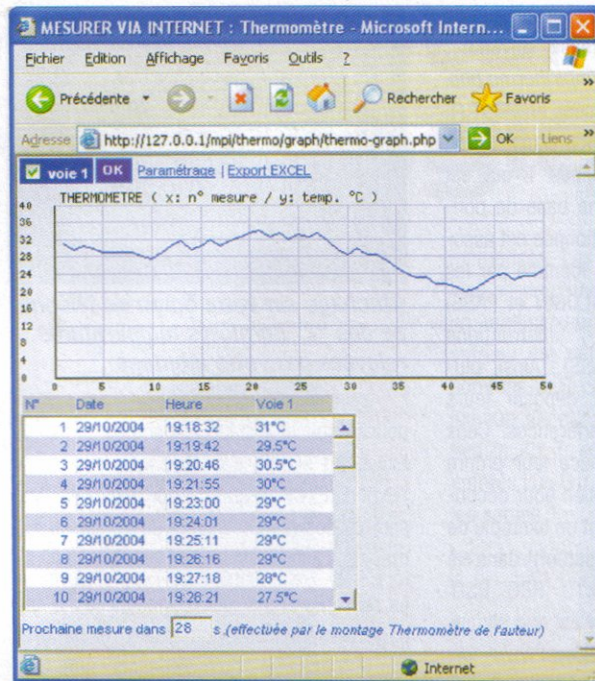 MESURER VIA INTERNET : Thermomètre - Microsoft Intern...
Fichier Edition Affichage Favoris Outils ?
Précédente Rechercher Favoris »
Adresse http://127.0.0.1/mpi/thermo/graph/thermo-graph.php OK Liens »
voie 1 OK Paramétrage | Export EXCEL
THERMOMETRE ( x: n° mesure / y: temp. °C )
40
36
32
28
24
20
16
12
8
4
0
0 5 10 15 20 25 30 35 40 45 50
N° Date Heure Voie 1
1 29/10/2004 19:18:32 31°C
2 29/10/2004 19:19:42 29.5°C
3 29/10/2004 19:20:46 30.5°C
4 29/10/2004 19:21:55 30°C
5 29/10/2004 19:23:00 29°C
6 29/10/2004 19:24:01 29°C
7 29/10/2004 19:25:11 29°C
8 29/10/2004 19:26:16 29°C
9 29/10/2004 19:27:18 28°C
10 29/10/2004 19:28:21 27.5°C
Prochaine mesure dans 28 s (effectuée par le montage Thermomètre de l'auteur)
Internet